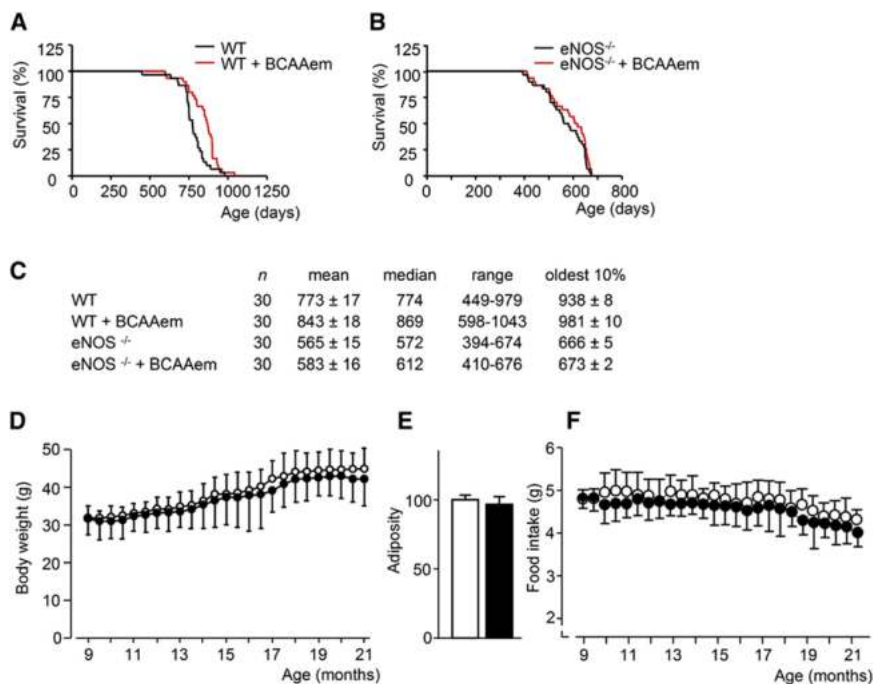 A
WT
WT + BCAAem
125
100
75
50
25
0
Survival (%)
0 250 500 750 1000 1250
Age (days)
B
eNOS-/-
eNOS-/- + BCAAem
125
100
75
50
25
0
Survival (%)
0 200 400 600 800
Age (days)
C
n mean median range oldest 10%
WT 30 773 ± 17 774 449-979 938 ± 8
WT + BCAAem 30 843 ± 18 869 598-1043 981 ± 10
eNOS -/- 30 565 ± 15 572 394-674 666 ± 5
eNOS -/- + BCAAem 30 583 ± 16 612 410-676 673 ± 2
D
50
40
30
20
10
0
Body weight (g)
9 11 13 15 17 19 21
Age (months)
E
100
50
0
Adiposity
F
6
5
4
2
Food intake (g)
9 11 13 15 17 19 21
Age (months)